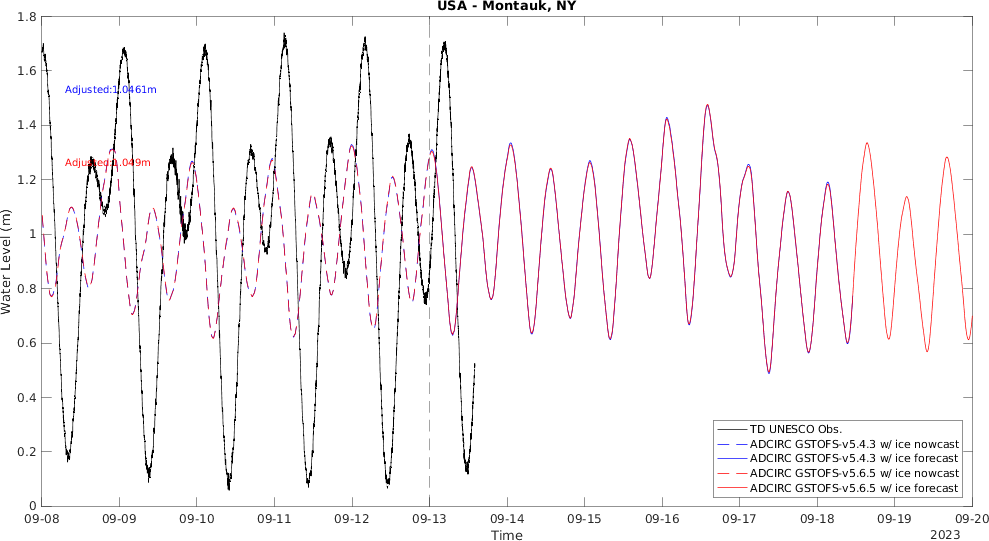 USA - Montauk, NY
1.8
1.6
1.4
1.2
1
0.8
0.6
0.4
0.2
0
Water Level (m)
Adjusted:1.0461m
Adjusted:1.049m
TD UNESCO Obs.
ADCIRC GSTOFS-v5.4.3 w/ ice nowcast
ADCIRC GSTOFS-v5.4.3 w/ ice forecast
ADCIRC GSTOFS-v5.6.5 w/ ice nowcast
ADCIRC GSTOFS-v5.6.5 w/ ice forecast
09-08 09-09 09-10 09-11 09-12 09-13 09-14 09-15 09-16 09-17 09-18 09-19 09-20
Time
2023